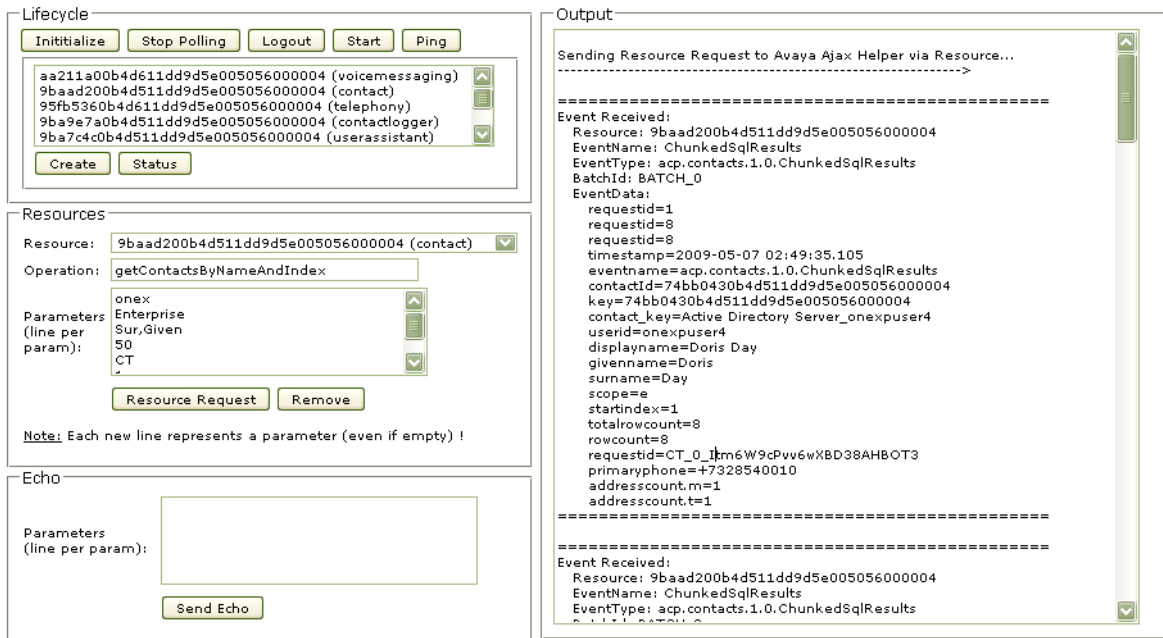 Lifecycle
Inititialize
Stop Polling
Logout
Start
Ping
aa211a00b4d611dd9d5e005056000004 (voicemessaging)
9baad200b4d511dd9d5e005056000004 (contact)
95fb5360b4d611dd9d5e005056000004 (telephony)
9ba9e7a0b4d511dd9d5e005056000004 (contactlogger)
9ba7c4c0b4d511dd9d5e005056000004 (userassistant)
Create
Status
Resources
Resource:
9baad200b4d511dd9d5e005056000004 (contact)
Operation:
getContactsByNameAndIndex
Parameters
(line per
param):
onex
Enterprise
Sur,Given
50
CT
Resource Request
Remove
Note: Each new line represents a parameter (even if empty) !
Echo
Parameters
(line per param):
Send Echo
Output
Sending Resource Request to Avaya Ajax Helper via Resource...
------------------------------------------------------------>
================================================
Event Received:
Resource: 9baad200b4d511dd9d5e005056000004
EventName: ChunkedSqlResults
EventType: acp.contacts.1.0.ChunkedSqlResults
BatchId: BATCH_0
EventData:
requestid=1
requestid=8
requestid=8
timestamp=2009-05-07 02:49:35.105
eventname=acp.contacts.1.0.ChunkedSqlResults
contactId=74bb0430b4d511dd9d5e005056000004
key=74bb0430b4d511dd9d5e005056000004
contact_key=Active Directory Server_onexpuser4
userid=onexpuser4
displayname=Doris Day
givenname=Doris
surname=Day
scope=e
startindex=1
totalrowcount=8
rowcount=8
requestid=CT_0_Itm6W9cPvv6wXBD38AHBOT3
primaryphone=+7328540010
addresscount.m=1
addresscount.t=1
================================================
================================================
Event Received:
Resource: 9baad200b4d511dd9d5e005056000004
EventName: ChunkedSqlResults
EventType: acp.contacts.1.0.ChunkedSqlResults